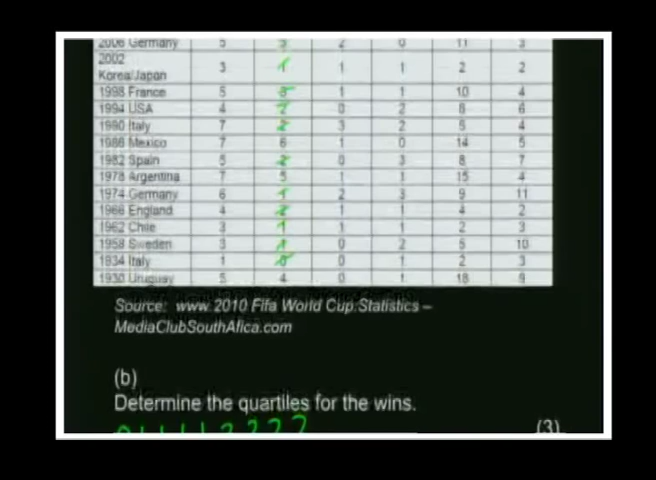 2006 Germany 5 5 2 0 11 3
2002 Korea/Japan 3 1 1 1 2 2
1998 France 5 1 1 10 4
1994 USA 4 2 0 2 8 6
1990 Italy 7 2 3 2 5 4
1986 Mexico 7 6 1 0 14 5
1982 Spain 5 2 0 3 8 7
1978 Argentina 7 5 1 1 15 4
1974 Germany 6 1 2 3 9 11
1966 England 4 2 1 1 4 2
1962 Chile 3 1 1 1 2 3
1958 Sweden 3 1 0 2 5 10
1934 Italy 1 0 0 1 2 3
1930 Uruguay 5 4 0 1 18 9
Source: www 2010 Fifa World Cup Statistics –
MediaClubSouthAfica.com
(b)
Determine the quartiles for the wins.
(3)